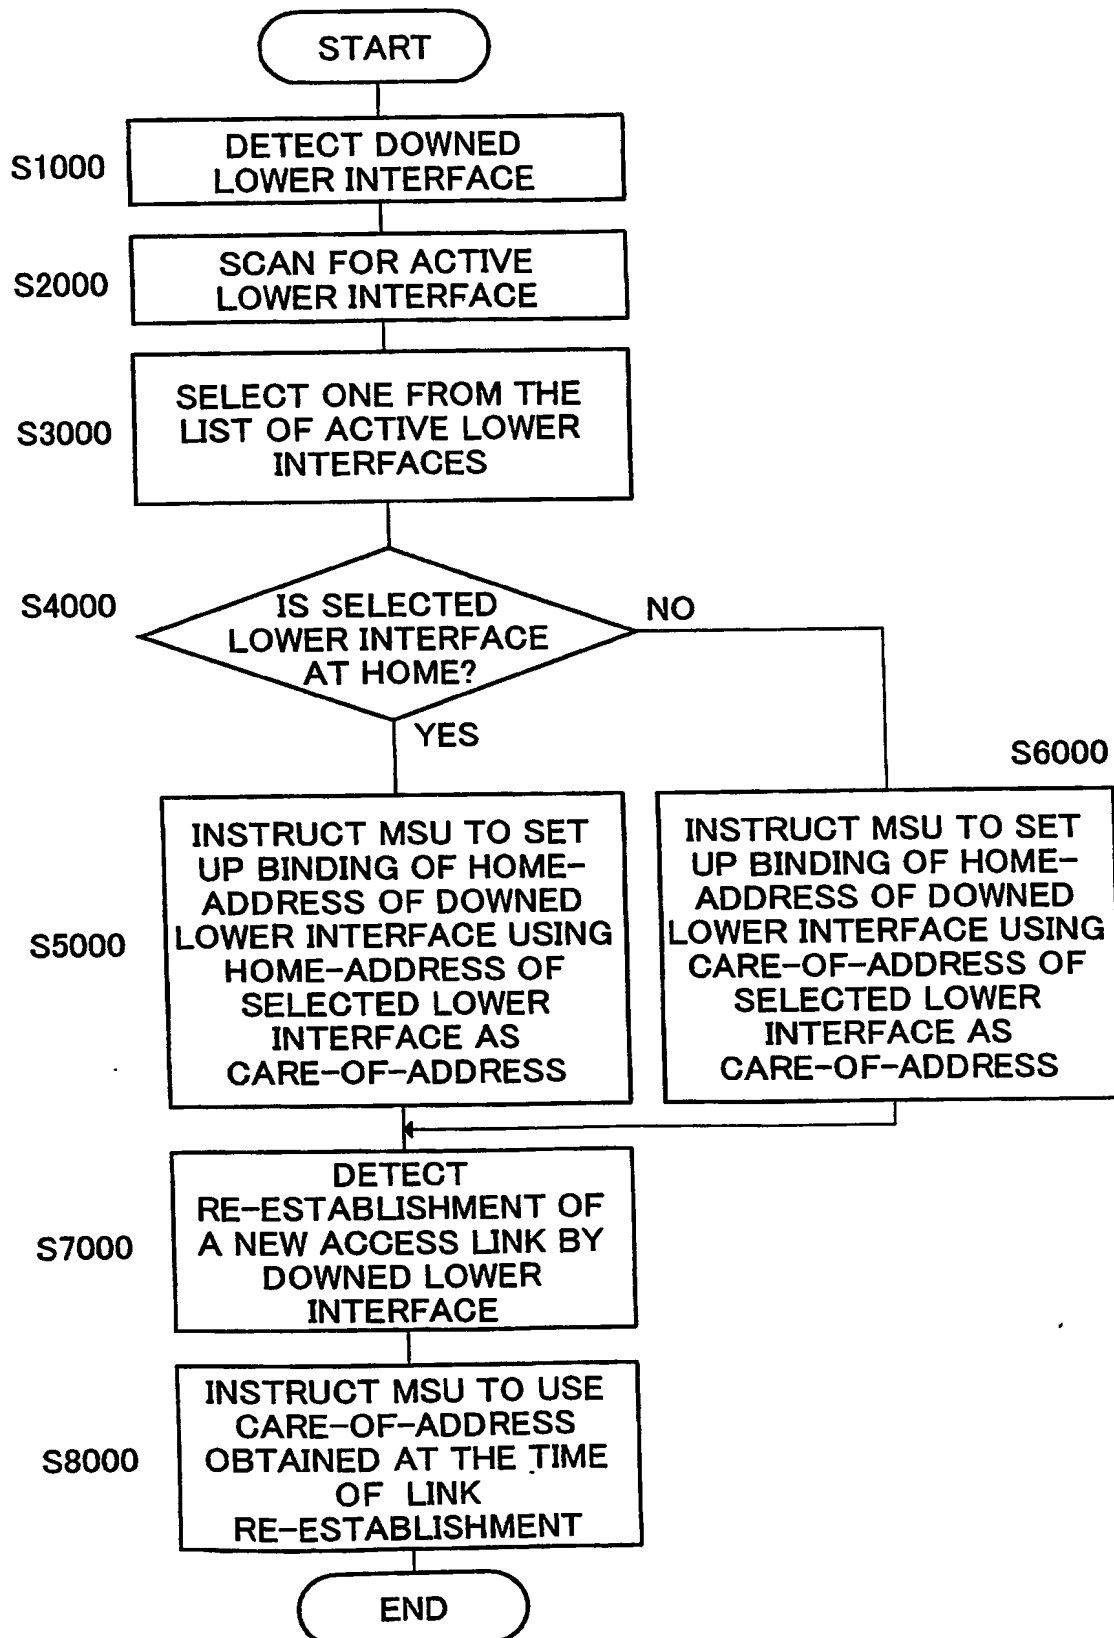 START
S1000
DETECT DOWNED
LOWER INTERFACE
S2000
SCAN FOR ACTIVE
LOWER INTERFACE
S3000
SELECT ONE FROM THE
LIST OF ACTIVE LOWER
INTERFACES
S4000
IS SELECTED
LOWER INTERFACE
AT HOME?
NO
YES
S5000
INSTRUCT MSU TO SET
UP BINDING OF HOME-
ADDRESS OF DOWNED
LOWER INTERFACE USING
HOME-ADDRESS OF
SELECTED LOWER
INTERFACE AS
CARE-OF-ADDRESS
S6000
INSTRUCT MSU TO SET
UP BINDING OF HOME-
ADDRESS OF DOWNED
LOWER INTERFACE USING
CARE-OF-ADDRESS OF
SELECTED LOWER
INTERFACE AS
CARE-OF-ADDRESS
S7000
DETECT
RE-ESTABLISHMENT OF
A NEW ACCESS LINK BY
DOWNED LOWER
INTERFACE
S8000
INSTRUCT MSU TO USE
CARE-OF-ADDRESS
OBTAINED AT THE TIME
OF LINK
RE-ESTABLISHMENT
END